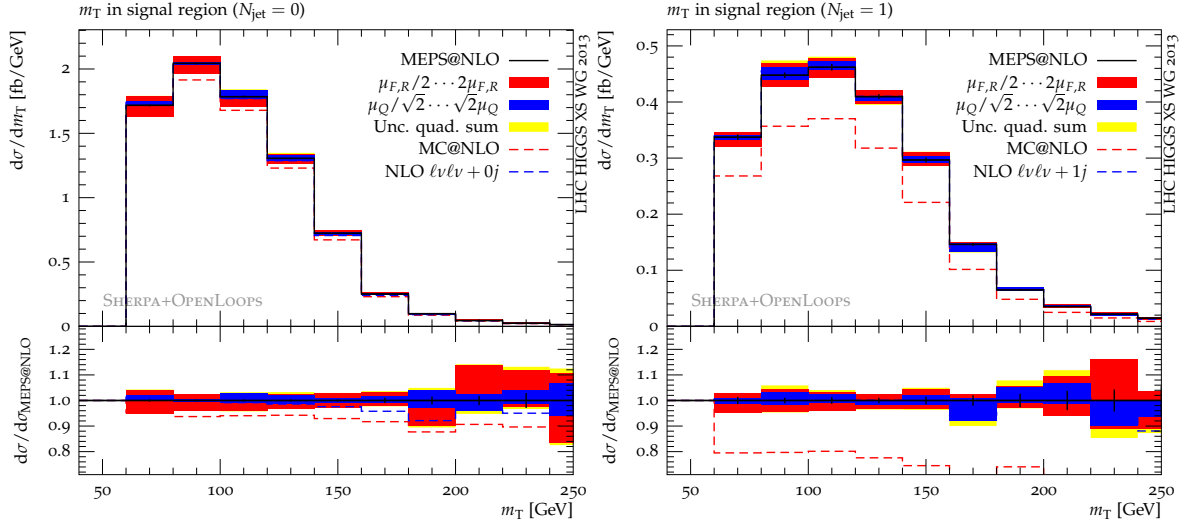 m_T in signal region (N_jet = 0)
dσ/dm_T [fb/GeV]
2
1.5
1
0.5
0
MEPS@NLO
μ_F,R/2 ··· 2μ_F,R
μ_Q/√2 ··· √2μ_Q
Unc. quad. sum
MC@NLO
NLO ℓνℓν + 0j
LHC HIGGS XS WG 2013
SHERPA+OPENLOOPS
dσ/dσ_MEPS@NLO
1.2
1.1
1.0
0.9
0.8
50 100 150 200 250
m_T [GeV]
m_T in signal region (N_jet = 1)
dσ/dm_T [fb/GeV]
0.5
0.4
0.3
0.2
0.1
0
MEPS@NLO
μ_F,R/2 ··· 2μ_F,R
μ_Q/√2 ··· √2μ_Q
Unc. quad. sum
MC@NLO
NLO ℓνℓν + 1j
LHC HIGGS XS WG 2013
SHERPA+OPENLOOPS
dσ/dσ_MEPS@NLO
1.2
1.1
1.0
0.9
0.8
50 100 150 200 250
m_T [GeV]